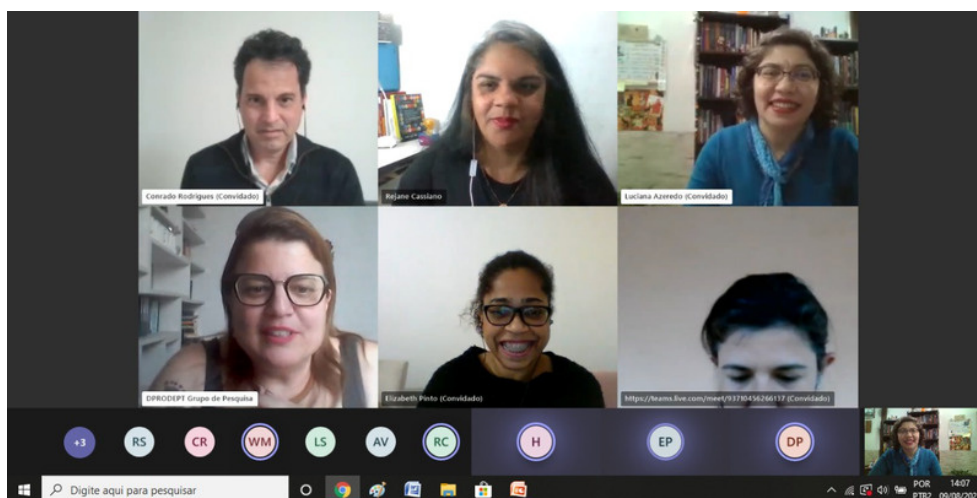 Conrado Rodrigues (Convidado)
Rejane Cassiano
Luciana Azeredo (Convidado)
DPRODEPT Grupo de Pesquisa
Elizabeth Pinto (Convidado)
https://teams.live.com/meet/93710456266117 (Convidado)
+3
RS
CR
WM
LS
AV
RC
H
EP
DP
Digite aqui para pesquisar
POR
14:07
PTB2